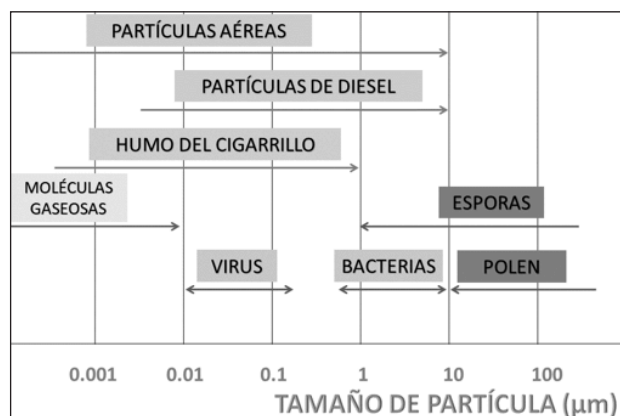 PARTÍCULAS AÉREAS
PARTÍCULAS DE DIESEL
HUMO DEL CIGARRILLO
MOLÉCULAS
GASEOSAS
ESPORAS
VIRUS
BACTERIAS
POLEN
0.001 0.01 0.1 1 10 100
TAMAÑO DE PARTÍCULA (μm)